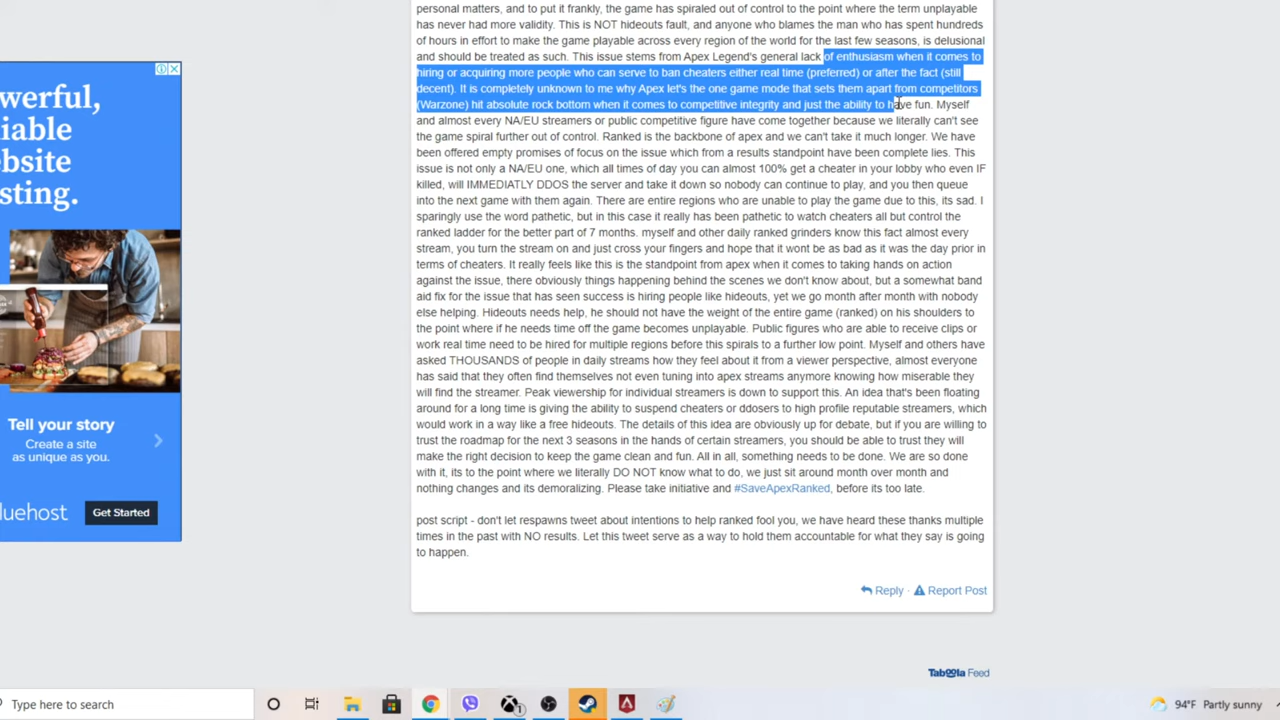 personal matters, and to put it frankly, the game has spiraled out of control to the point where the term unplayable
has never had more validity. This is NOT hideouts fault, and anyone who blames the man who has spent hundreds
of hours in effort to make the game playable across every region of the world for the last few seasons, is delusional
and should be treated as such. This issue stems from Apex Legend's general lack of enthusiasm when it comes to
hiring or acquiring more people who can serve to ban cheaters either real time (preferred) or after the fact (still
decent). It is completely unknown to me why Apex let's the one game mode that sets them apart from competitors
(Warzone) hit absolute rock bottom when it comes to competitive integrity and just the ability to have fun. Myself
and almost every NA/EU streamers or public competitive figure have come together because we literally can't see
the game spiral further out of control. Ranked is the backbone of apex and we can't take it much longer. We have
been offered empty promises of focus on the issue which from a results standpoint have been complete lies. This
issue is not only a NA/EU one, which all times of day you can almost 100% get a cheater in your lobby who even IF
killed, will IMMEDIATLY DDOS the server and take it down so nobody can continue to play, and you then queue
into the next game with them again. There are entire regions who are unable to play the game due to this, its sad. I
sparingly use the word pathetic, but in this case it really has been pathetic to watch cheaters all but control the
ranked ladder for the better part of 7 months. myself and other daily ranked grinders know this fact almost every
stream, you turn the stream on and just cross your fingers and hope that it wont be as bad as it was the day prior in
terms of cheaters. It really feels like this is the standpoint from apex when it comes to taking hands on action
against the issue, there obviously things happening behind the scenes we don't know about, but a somewhat band
aid fix for the issue that has seen success is hiring people like hideouts, yet we go month after month with nobody
else helping. Hideouts needs help, he should not have the weight of the entire game (ranked) on his shoulders to
the point where if he needs time off the game becomes unplayable. Public figures who are able to receive clips or
work real time need to be hired for multiple regions before this spirals to a further low point. Myself and others have
asked THOUSANDS of people in daily streams how they feel about it from a viewer perspective, almost everyone
has said that they often find themselves not even tuning into apex streams anymore knowing how miserable they
will find the streamer. Peak viewership for individual streamers is down to support this. An idea that's been floating
around for a long time is giving the ability to suspend cheaters or ddosers to high profile reputable streamers, which
would work in a way like a free hideouts. The details of this idea are obviously up for debate, but if you are willing to
trust the roadmap for the next 3 seasons in the hands of certain streamers, you should be able to trust they will
make the right decision to keep the game clean and fun. All in all, something needs to be done. We are so done
with it, its to the point where we literally DO NOT know what to do, we just sit around month over month and
nothing changes and its demoralizing. Please take initiative and #SaveApexRanked, before its too late.
post script - don't let respawns tweet about intentions to help ranked fool you, we have heard these thanks multiple
times in the past with NO results. Let this tweet serve as a way to hold them accountable for what they say is going
to happen.
Reply · Report Post
werful,
iable
ebsite
sting.
Tell your story
Create a site
as unique as you.
luehost
Get Started
Taboola Feed
Type here to search
1
94°F Partly sunny